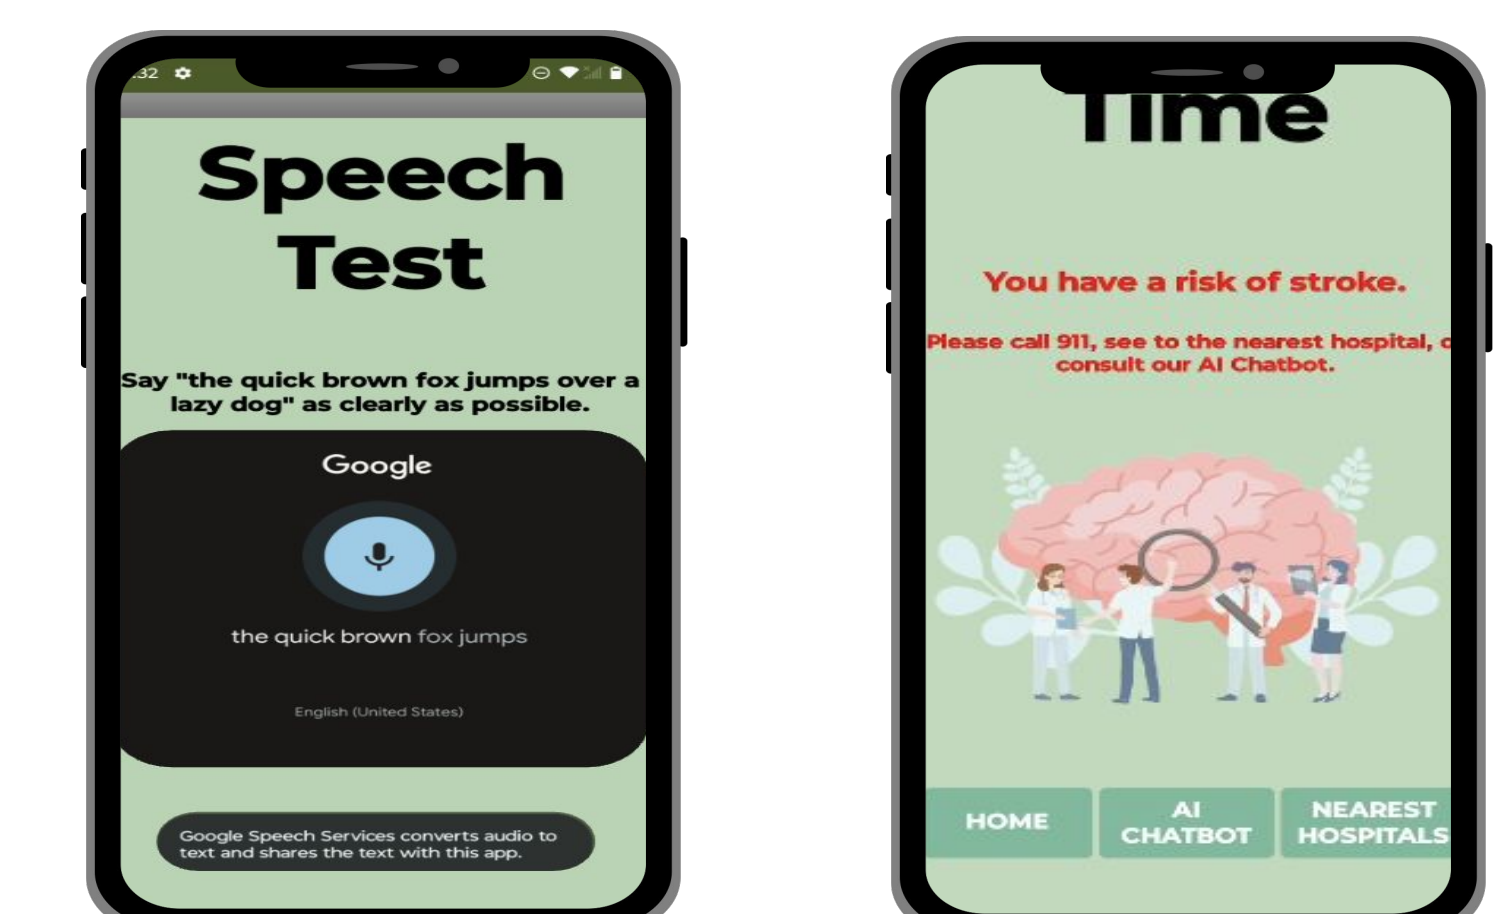 :32
Speech
Test
Say "the quick brown fox jumps over a
lazy dog" as clearly as possible.
Google
the quick brown fox jumps
English (United States)
Google Speech Services converts audio to
text and shares the text with this app.
Time
You have a risk of stroke.
Please call 911, see to the nearest hospital, o
consult our AI Chatbot.
HOME
AI
CHATBOT
NEAREST
HOSPITALS